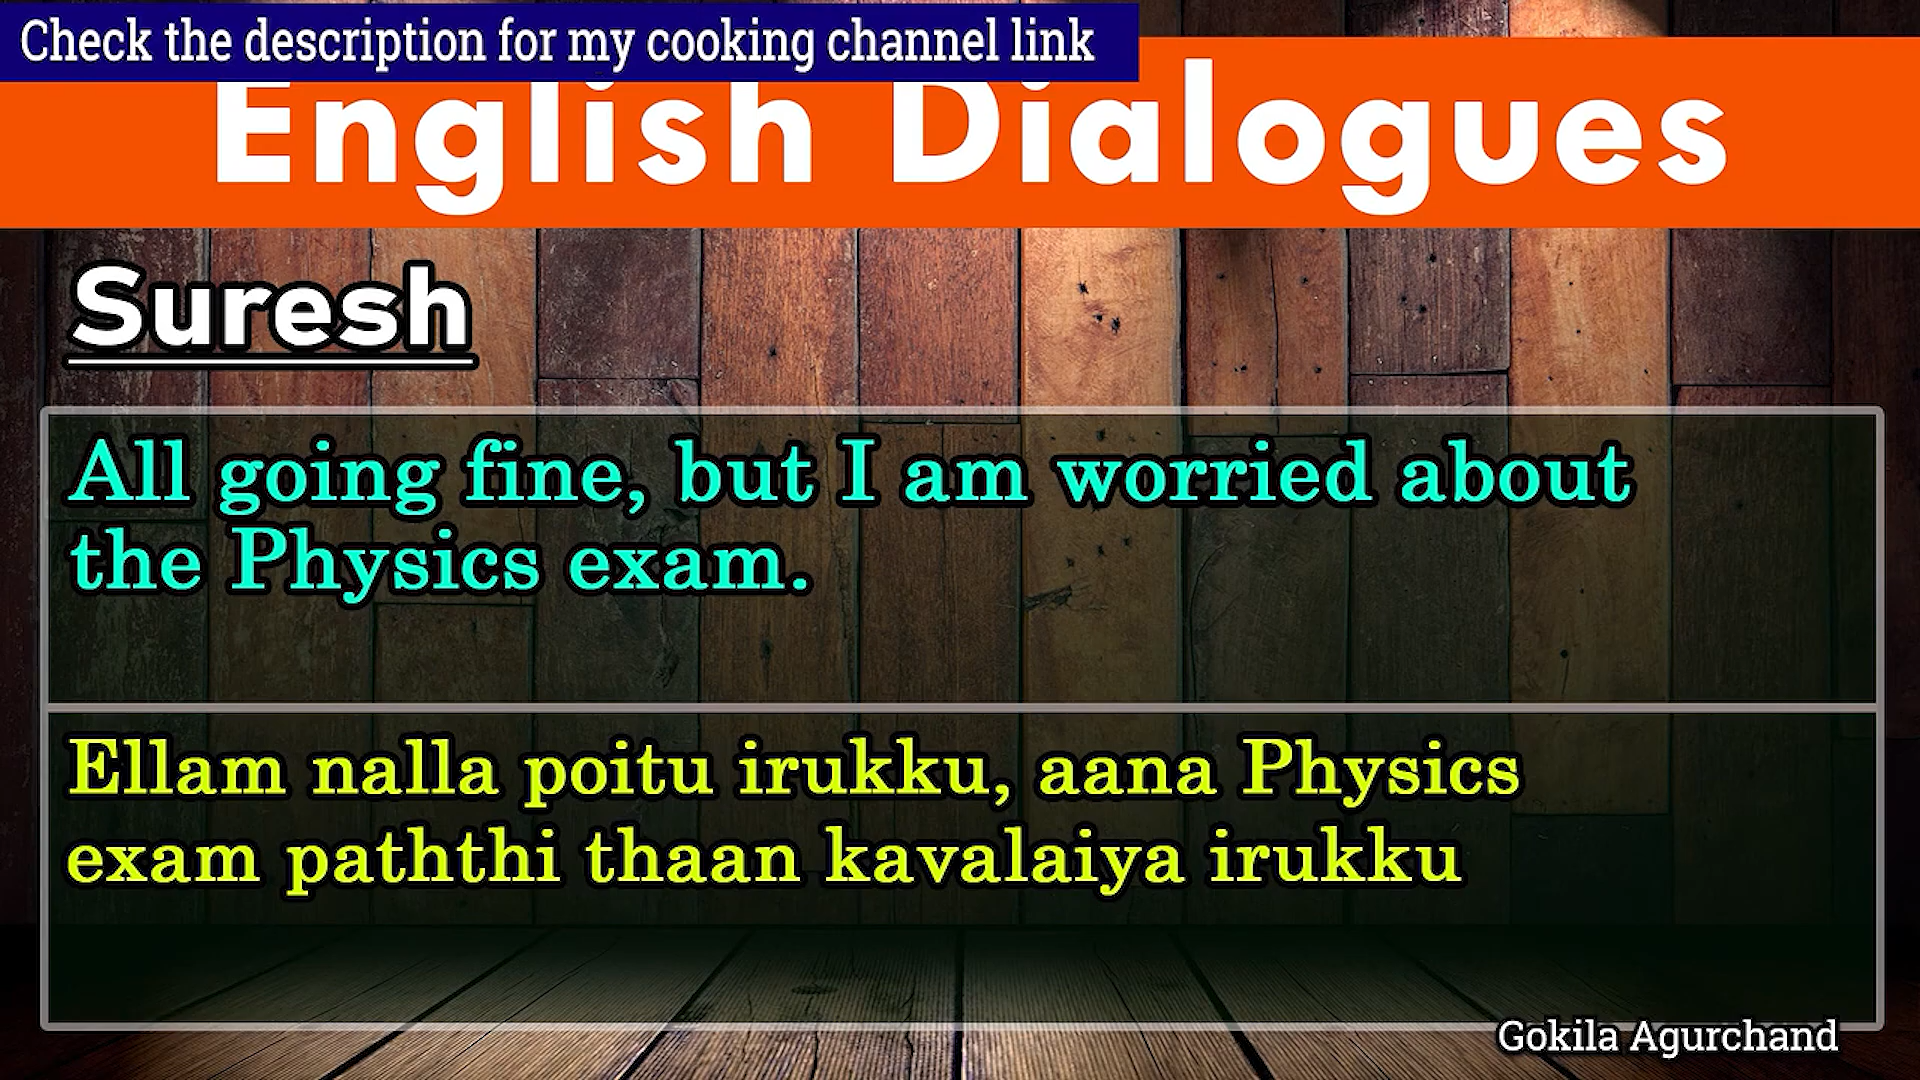 Check the description for my cooking channel link
English Dialogues
Suresh
All going fine, but I am worried about
the Physics exam.
Ellam nalla poitu irukku, aana Physics
exam paththi thaan kavalaiya irukku
Gokila Agurchand